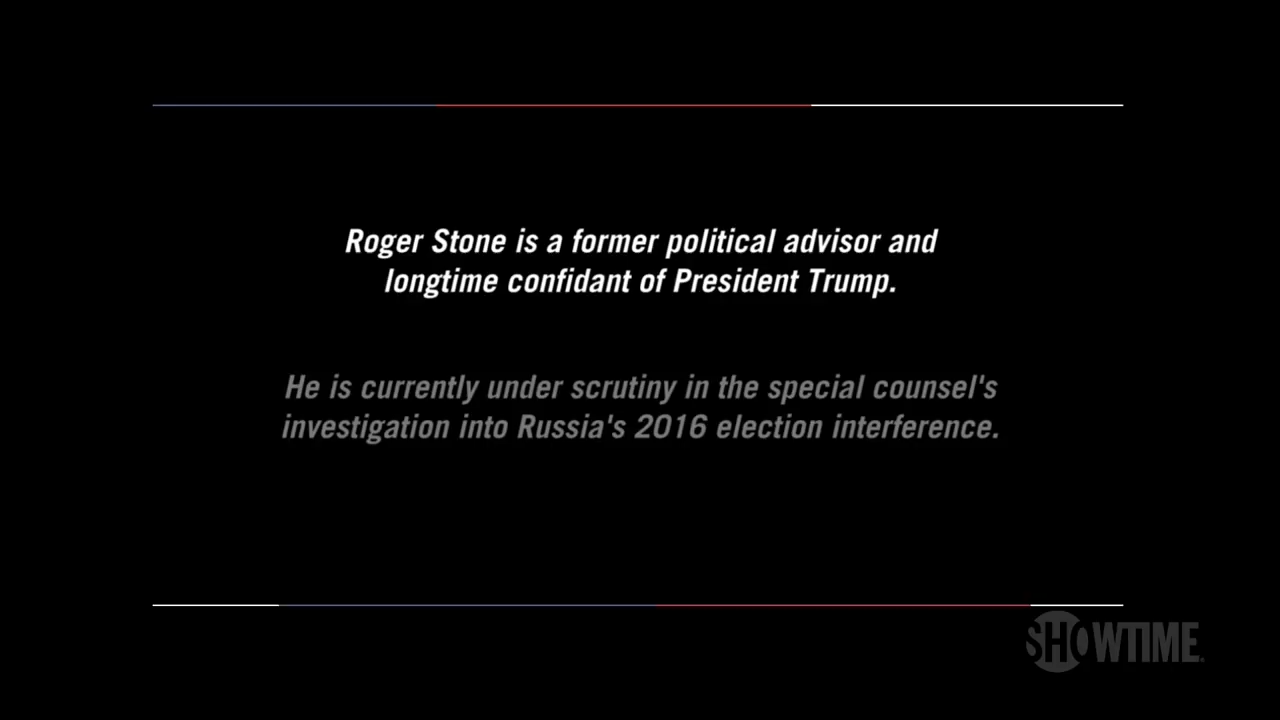 Roger Stone is a former political advisor and
longtime confidant of President Trump.
He is currently under scrutiny in the special counsel's
investigation into Russia's 2016 election interference.
SHOWTIME